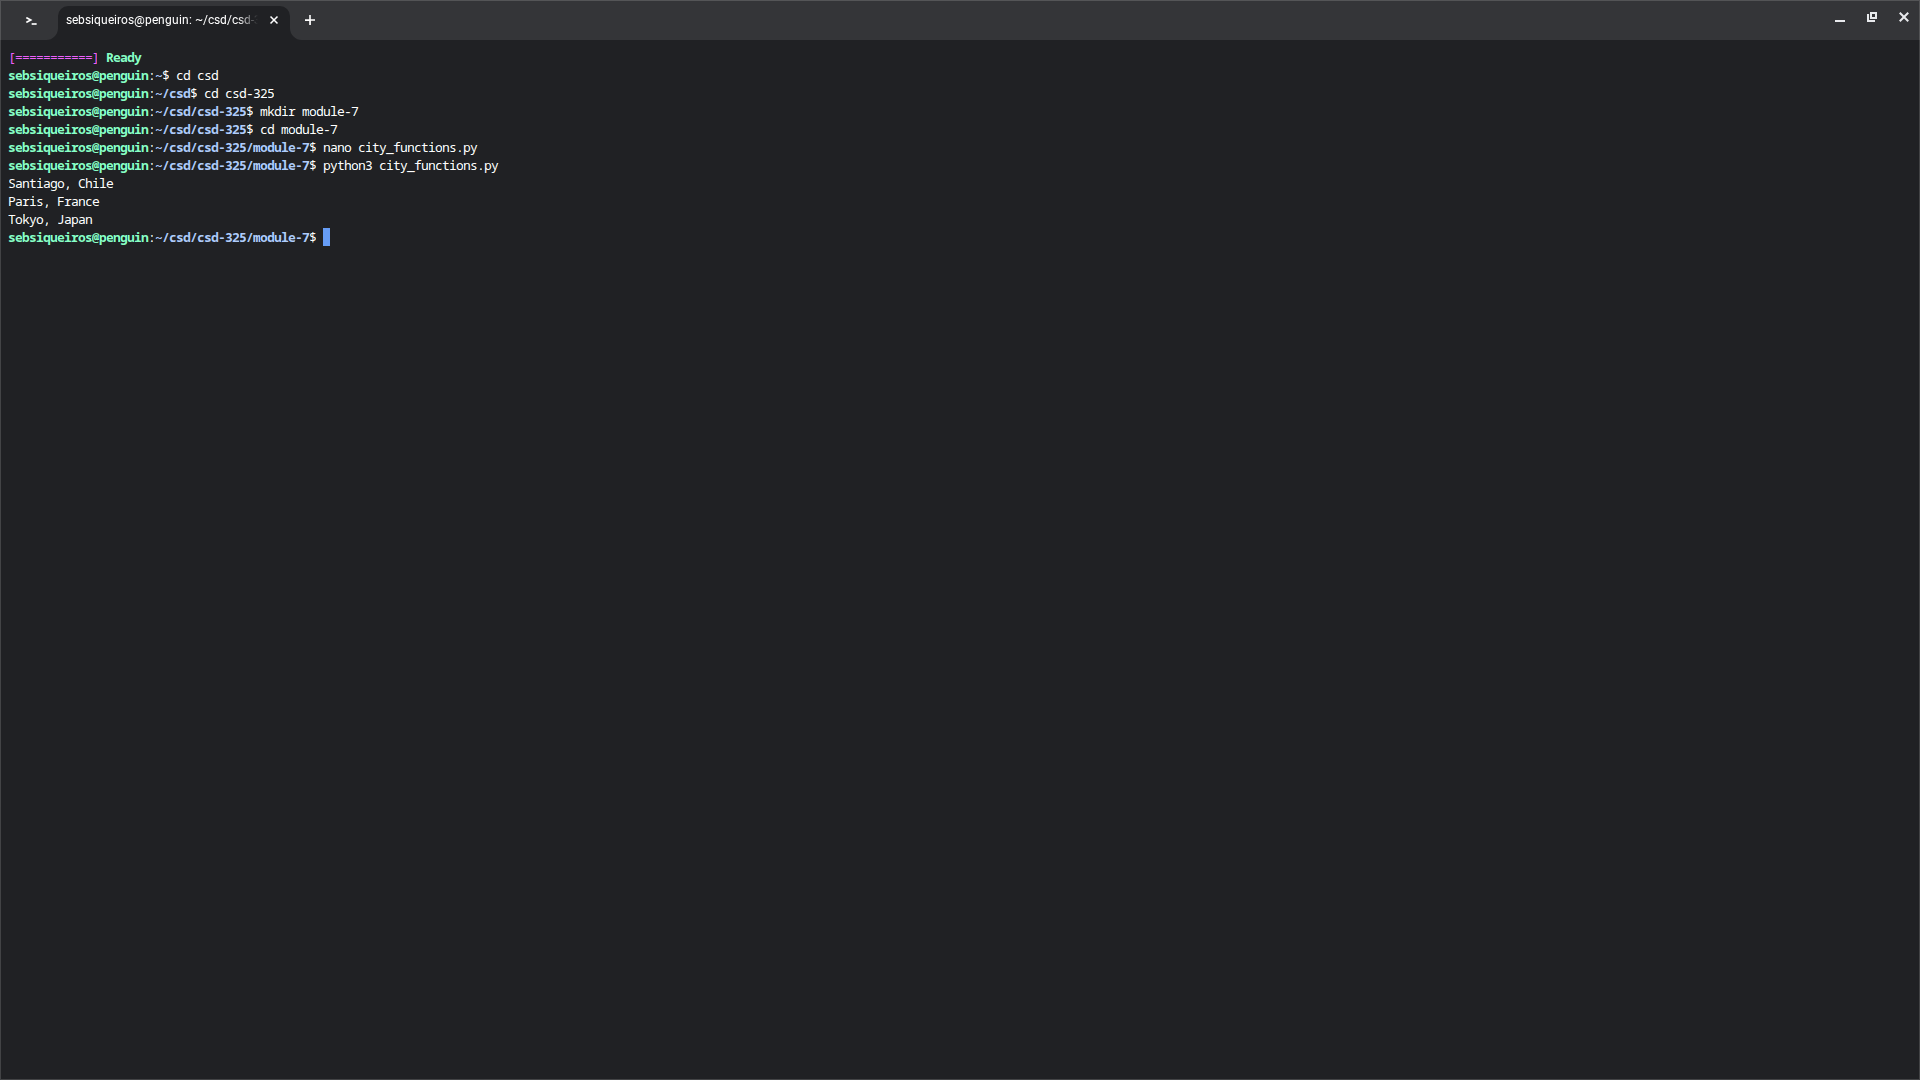 >_ sebsiqueiros@penguin: ~/csd/csd-
[===========] Ready
sebsiqueiros@penguin:~$ cd csd
sebsiqueiros@penguin:~/csd$ cd csd-325
sebsiqueiros@penguin:~/csd/csd-325$ mkdir module-7
sebsiqueiros@penguin:~/csd/csd-325$ cd module-7
sebsiqueiros@penguin:~/csd/csd-325/module-7$ nano city_functions.py
sebsiqueiros@penguin:~/csd/csd-325/module-7$ python3 city_functions.py
Santiago, Chile
Paris, France
Tokyo, Japan
sebsiqueiros@penguin:~/csd/csd-325/module-7$